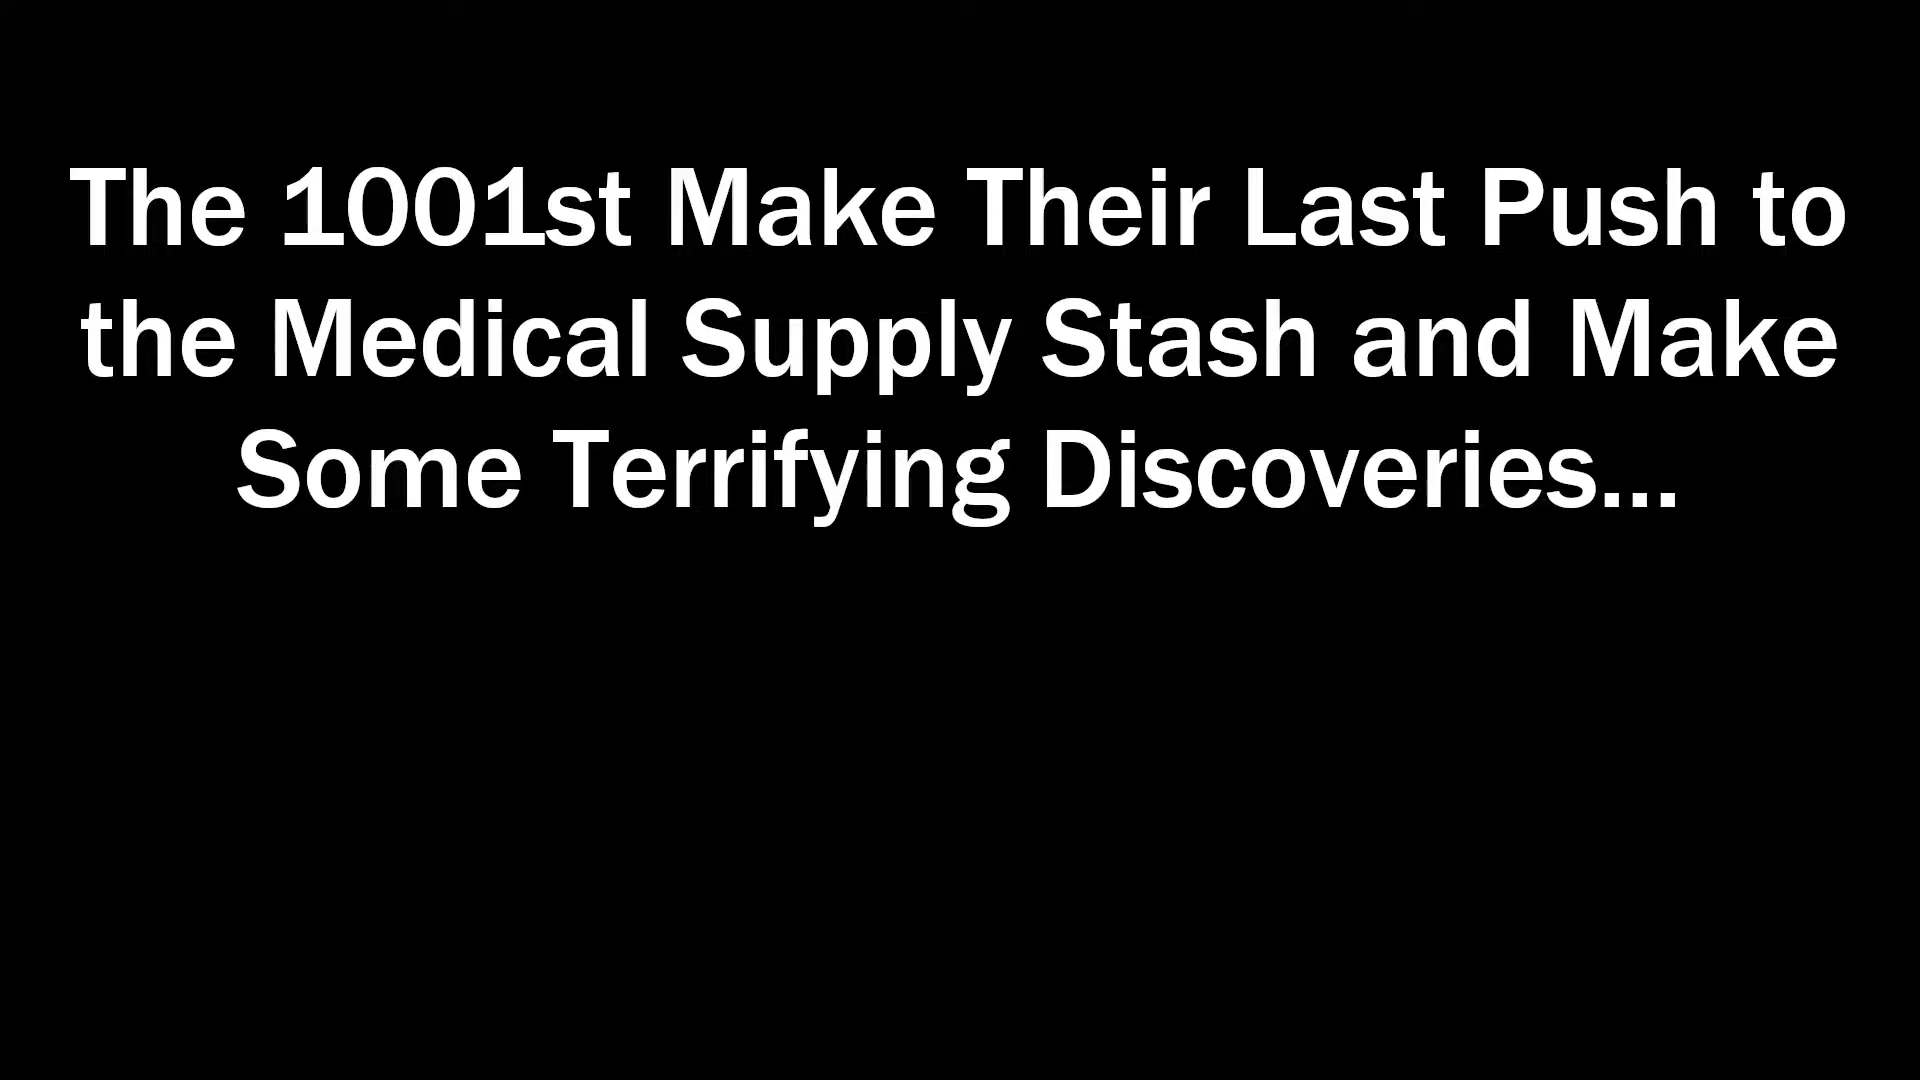 The 1001st Make Their Last Push to
the Medical Supply Stash and Make
Some Terrifying Discoveries...